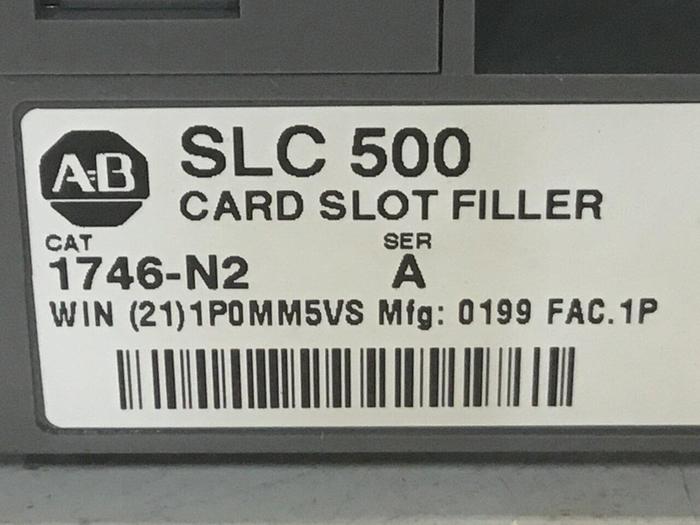 A-B
SLC 500
CARD SLOT FILLER
CAT SER
1746-N2 A
WIN (21)1P0MM5VS Mfg: 0199 FAC.1P